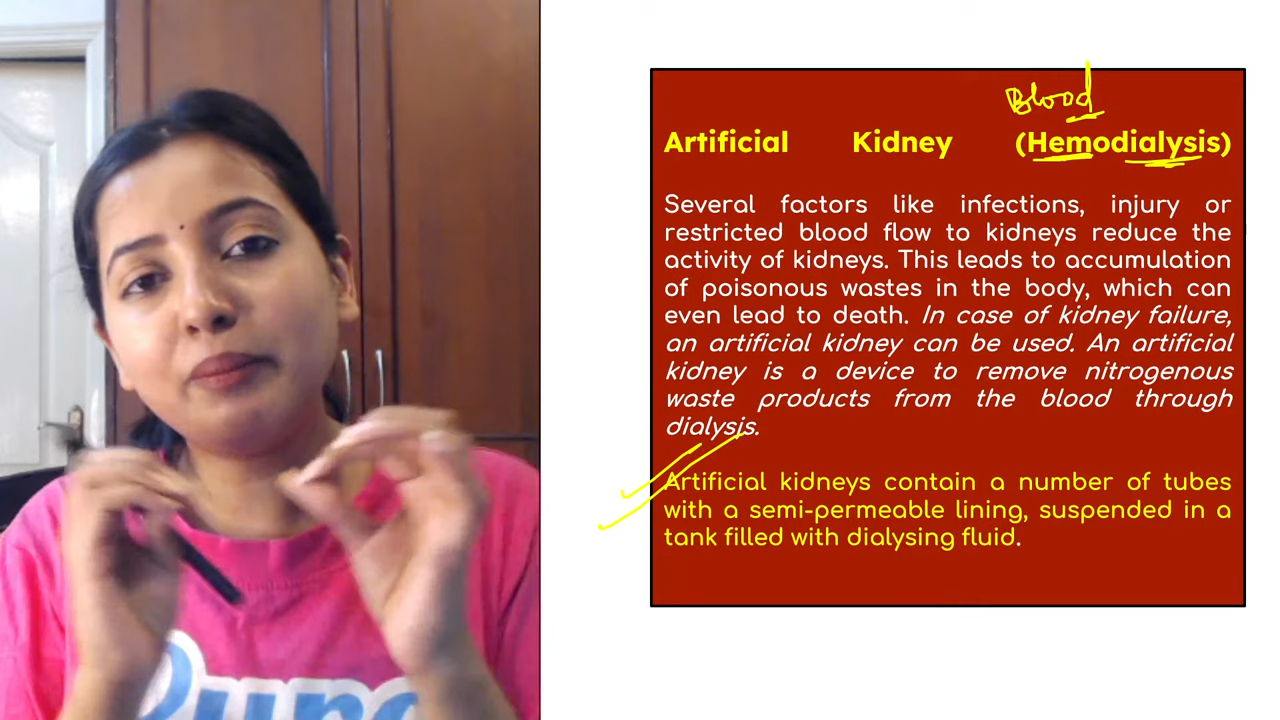 Blood
Artificial Kidney (Hemodialysis)
Several factors like infections, injury or
restricted blood flow to kidneys reduce the
activity of kidneys. This leads to accumulation
of poisonous wastes in the body, which can
even lead to death. In case of kidney failure,
an artificial kidney can be used. An artificial
kidney is a device to remove nitrogenous
waste products from the blood through
dialysis.
Artificial kidneys contain a number of tubes
with a semi-permeable lining, suspended in a
tank filled with dialysing fluid.